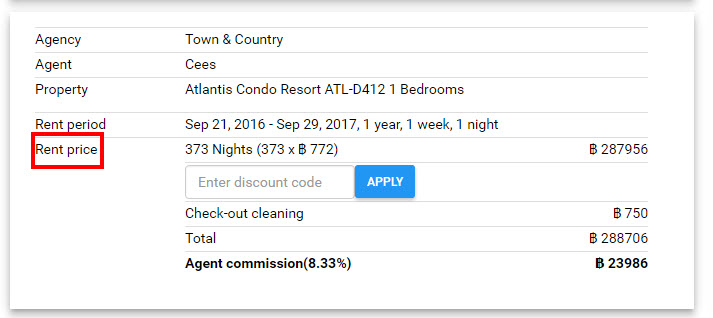 Agency Town & Country
Agent Cees
Property Atlantis Condo Resort ATL-D412 1 Bedrooms
Rent period Sep 21, 2016 - Sep 29, 2017, 1 year, 1 week, 1 night
Rent price 373 Nights (373 x ฿ 772) ฿ 287956
Enter discount code APPLY
Check-out cleaning ฿ 750
Total ฿ 288706
Agent commission(8.33%) ฿ 23986